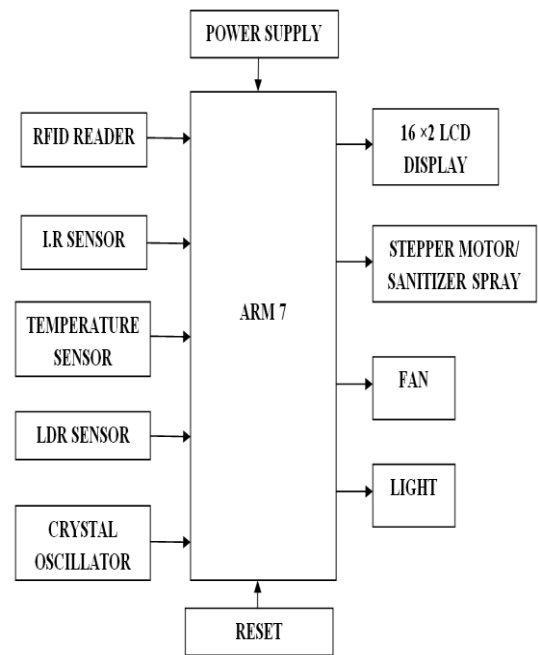 POWER SUPPLY
RFID READER
I.R SENSOR
TEMPERATURE
SENSOR
LDR SENSOR
CRYSTAL
OSCILLATOR
ARM 7
16 ×2 LCD
DISPLAY
STEPPER MOTOR/
SANITIZER SPRAY
FAN
LIGHT
RESET